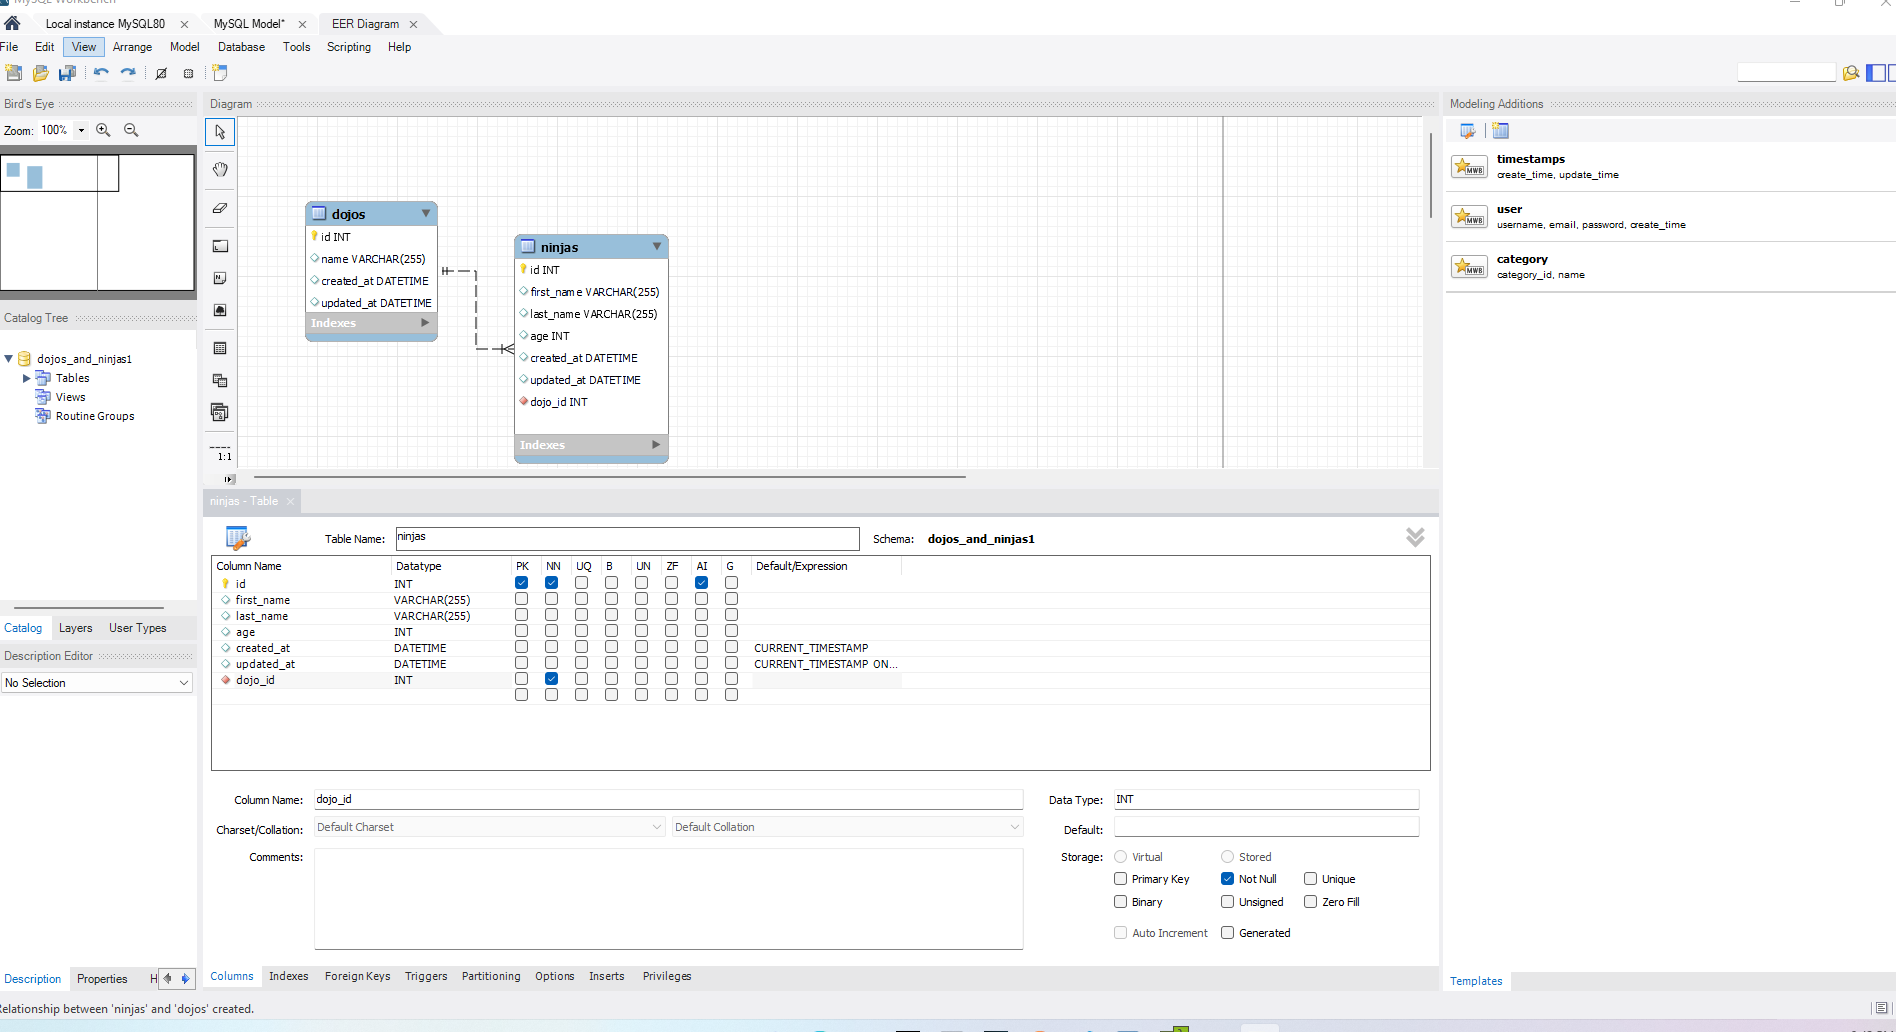 MySQL Workbench
Local instance MySQL80
MySQL Model*
EER Diagram
File Edit View Arrange Model Database Tools Scripting Help
Bird's Eye
Diagram
Modeling Additions
Zoom: 100%
timestamps
create_time, update_time
user
username, email, password, create_time
category
category_id, name
dojos
id INT
name VARCHAR(255)
created_at DATETIME
updated_at DATETIME
Indexes
ninjas
id INT
first_name VARCHAR(255)
last_name VARCHAR(255)
age INT
created_at DATETIME
updated_at DATETIME
dojo_id INT
Indexes
1:1
Catalog Tree
dojos_and_ninjas1
Tables
Views
Routine Groups
Catalog Layers User Types
Description Editor
No Selection
ninjas - Table
Table Name: ninjas Schema: dojos_and_ninjas1
Column Name Datatype PK NN UQ B UN ZF AI G Default/Expression
id INT
first_name VARCHAR(255)
last_name VARCHAR(255)
age INT
created_at DATETIME CURRENT_TIMESTAMP
updated_at DATETIME CURRENT_TIMESTAMP ON...
dojo_id INT
Column Name: dojo_id Data Type: INT
Charset/Collation: Default Charset Default Collation Default:
Comments: Storage: Virtual Stored
Primary Key Not Null Unique
Binary Unsigned Zero Fill
Auto Increment Generated
Columns Indexes Foreign Keys Triggers Partitioning Options Inserts Privileges
Description Properties H
Templates
elationship between 'ninjas' and 'dojos' created.